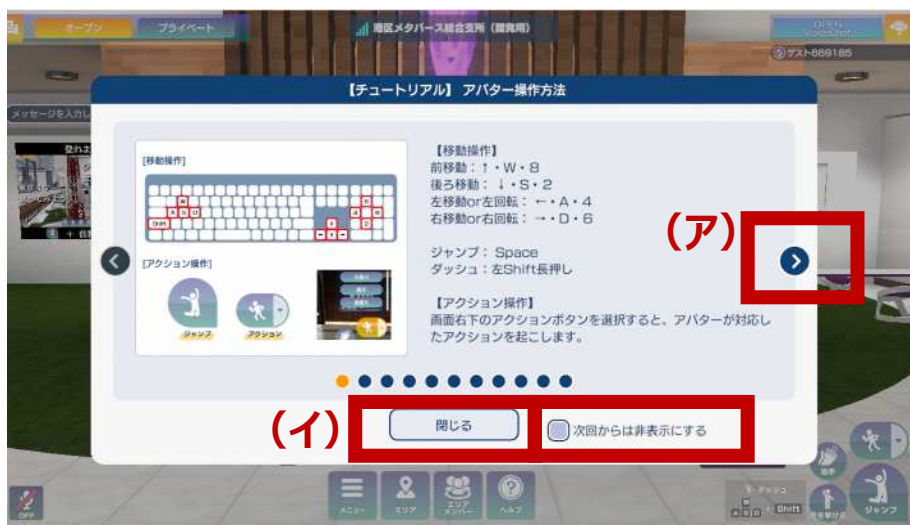 オープン
プライベート
港区メタバース総合支所（開発用）
OPEN
VoiceChat
ゲスト869185
メッセージを入力し
【チュートリアル】 アバター操作方法
[移動操作]
[アクション操作]
ジャンプ
アクション
【移動操作】
前移動：↑・W・8
後ろ移動：↓・S・2
左移動or左回転：←・A・4
右移動or右回転：→・D・6
ジャンプ：Space
ダッシュ：左Shift長押し
【アクション操作】
画面右下のアクションボタンを選択すると、アバターが対応し
たアクションを起こします。
（ア）
（イ）
閉じる
次回からは非表示にする
OFF
メニュー
エリア
エリア
メンバー
ヘルプ
ダッシュ
W
A S D + Shift
拍手
ジャンプ